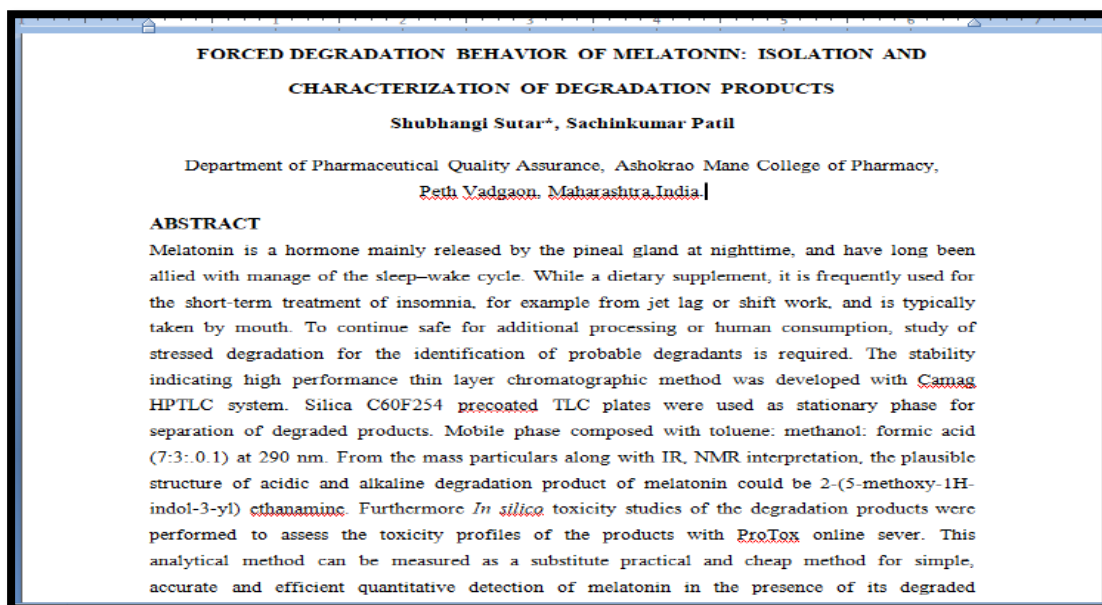 1 2 3 4 5 6 7
FORCED DEGRADATION BEHAVIOR OF MELATONIN: ISOLATION AND
CHARACTERIZATION OF DEGRADATION PRODUCTS
Shubhangi Sutar*, Sachinkumar Patil
Department of Pharmaceutical Quality Assurance, Ashokrao Mane College of Pharmacy,
Peth Vadgaon, Maharashtra,India.
ABSTRACT
Melatonin is a hormone mainly released by the pineal gland at nighttime, and have long been
allied with manage of the sleep–wake cycle. While a dietary supplement, it is frequently used for
the short-term treatment of insomnia, for example from jet lag or shift work, and is typically
taken by mouth. To continue safe for additional processing or human consumption, study of
stressed degradation for the identification of probable degradants is required. The stability
indicating high performance thin layer chromatographic method was developed with Camag
HPTLC system. Silica C60F254 precoated TLC plates were used as stationary phase for
separation of degraded products. Mobile phase composed with toluene: methanol: formic acid
(7:3:.0.1) at 290 nm. From the mass particulars along with IR, NMR interpretation, the plausible
structure of acidic and alkaline degradation product of melatonin could be 2-(5-methoxy-1H-
indol-3-yl) ethanamine. Furthermore In silico toxicity studies of the degradation products were
performed to assess the toxicity profiles of the products with ProTox online sever. This
analytical method can be measured as a substitute practical and cheap method for simple,
accurate and efficient quantitative detection of melatonin in the presence of its degraded